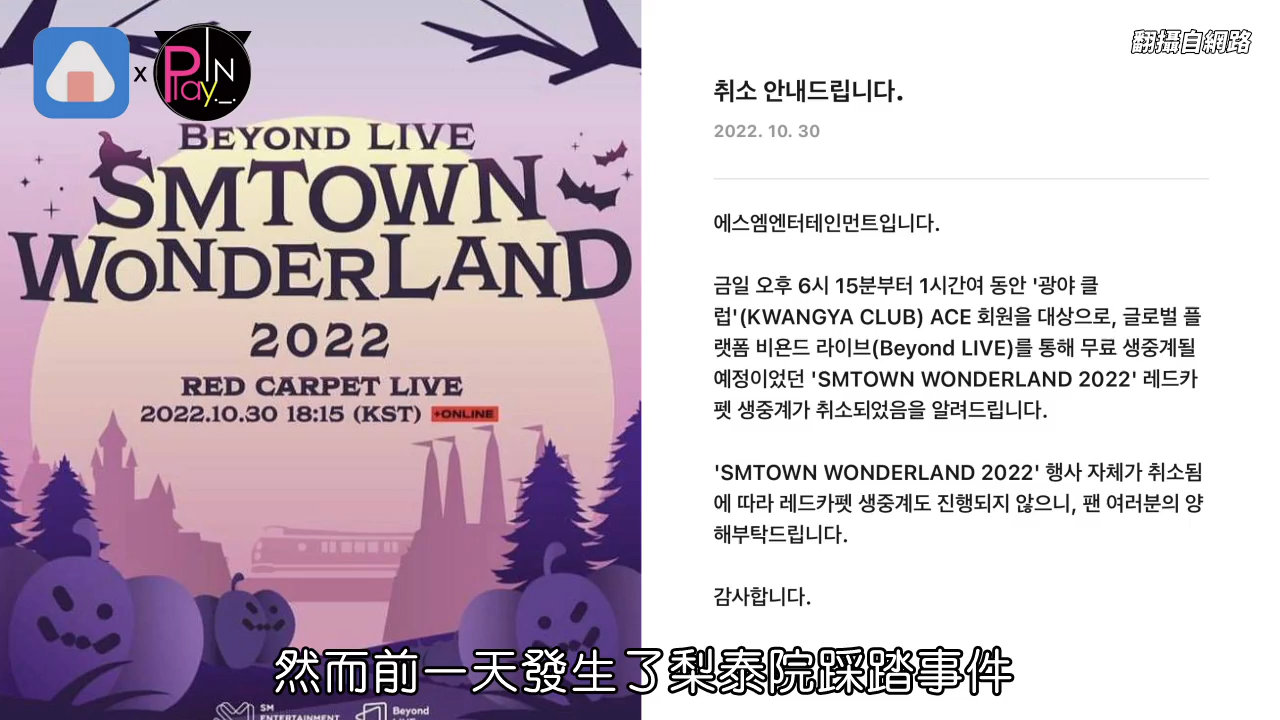 x
PlayIN
._.
BEYOND LIVE
SMTOWN
WONDERLAND
2022
RED CARPET LIVE
2022.10.30 18:15 (KST) +ONLINE
SM
ENTERTAINMENT
Beyond
LIVE
翻攝自網路
취소 안내드립니다.
2022. 10. 30
에스엠엔터테인먼트입니다.
금일 오후 6시 15분부터 1시간여 동안 '광야 클
럽'(KWANGYA CLUB) ACE 회원을 대상으로, 글로벌 플
랫폼 비욘드 라이브(Beyond LIVE)를 통해 무료 생중계될
예정이었던 'SMTOWN WONDERLAND 2022' 레드카
펫 생중계가 취소되었음을 알려드립니다.
'SMTOWN WONDERLAND 2022' 행사 자체가 취소됨
에 따라 레드카펫 생중계도 진행되지 않으니, 팬 여러분의 양
해부탁드립니다.
감사합니다.
然而前一天發生了梨泰院踩踏事件